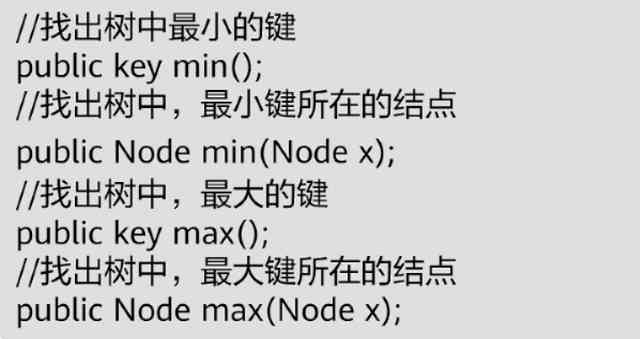 //找出树中最小的键
public key min();
//找出树中，最小键所在的结点
public Node min(Node x);
//找出树中，最大的键
public key max();
//找出树中，最大键所在的结点
public Node max(Node x);